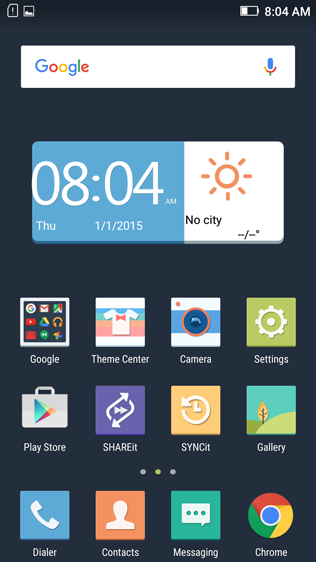 8:04 AM
Google
08:04 AM
Thu 1/1/2015
No city
--/--°
Google Theme Center Camera Settings
Play Store SHAREit SYNCit Gallery
Dialer Contacts Messaging Chrome